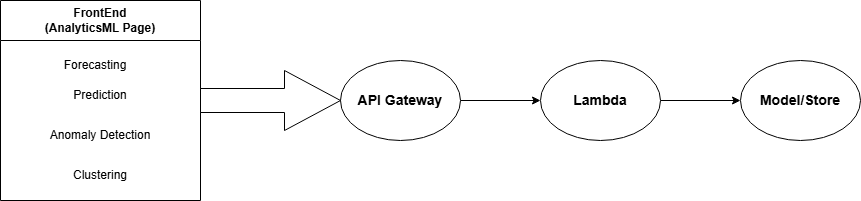 FrontEnd
(AnalyticsML Page)
Forecasting
Prediction
Anomaly Detection
Clustering
API Gateway
Lambda
Model/Store